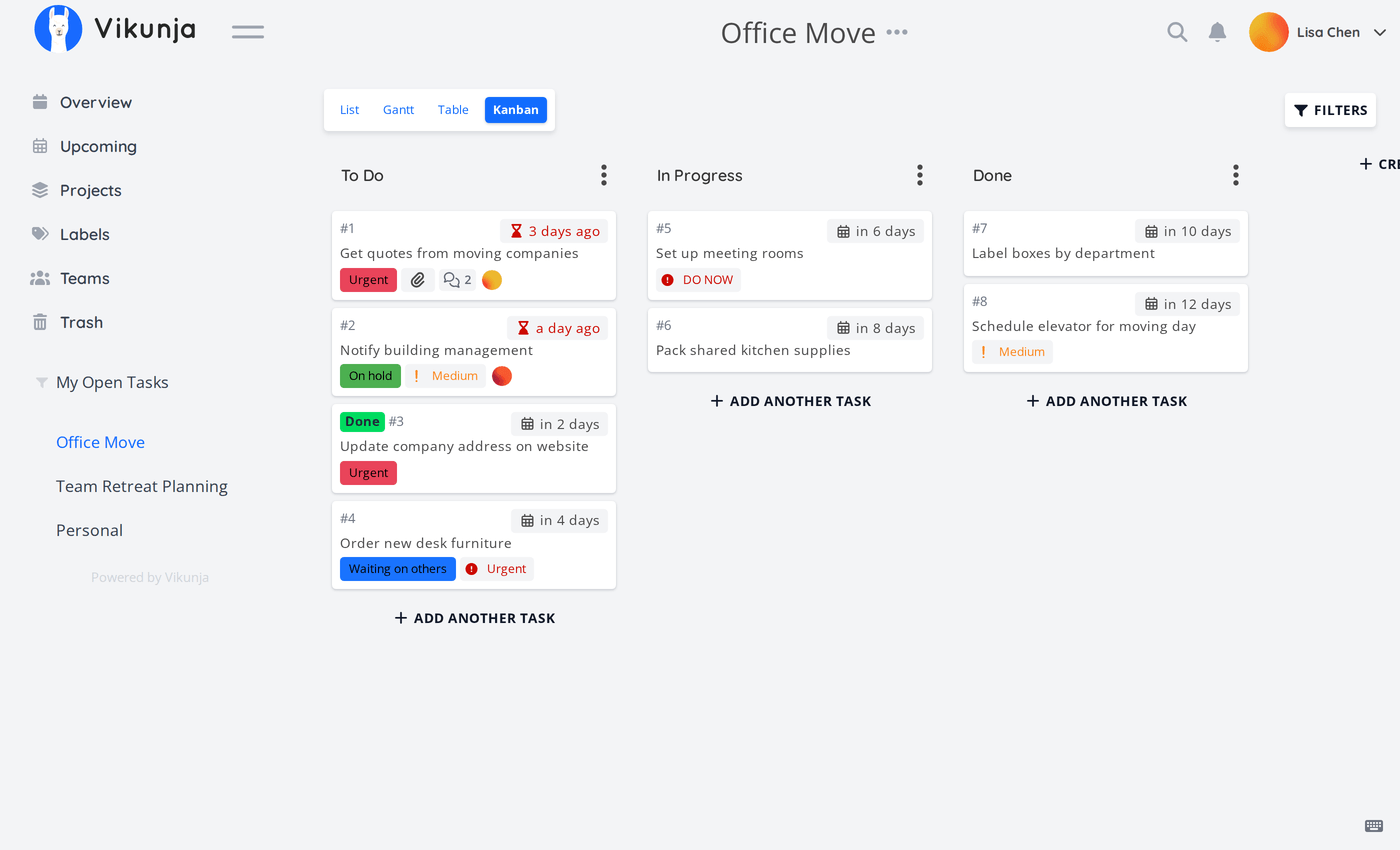 Vikunja
Office Move
Lisa Chen
Overview
Upcoming
Projects
Labels
Teams
Trash
My Open Tasks
Office Move
Team Retreat Planning
Personal
Powered by Vikunja
List Gantt Table Kanban
FILTERS
To Do
#1 3 days ago
Get quotes from moving companies
Urgent 2
#2 a day ago
Notify building management
On hold Medium
Done #3 in 2 days
Update company address on website
Urgent
#4 in 4 days
Order new desk furniture
Waiting on others Urgent
+ ADD ANOTHER TASK
In Progress
#5 in 6 days
Set up meeting rooms
DO NOW
#6 in 8 days
Pack shared kitchen supplies
+ ADD ANOTHER TASK
Done
#7 in 10 days
Label boxes by department
#8 in 12 days
Schedule elevator for moving day
! Medium
+ ADD ANOTHER TASK
+ CRE